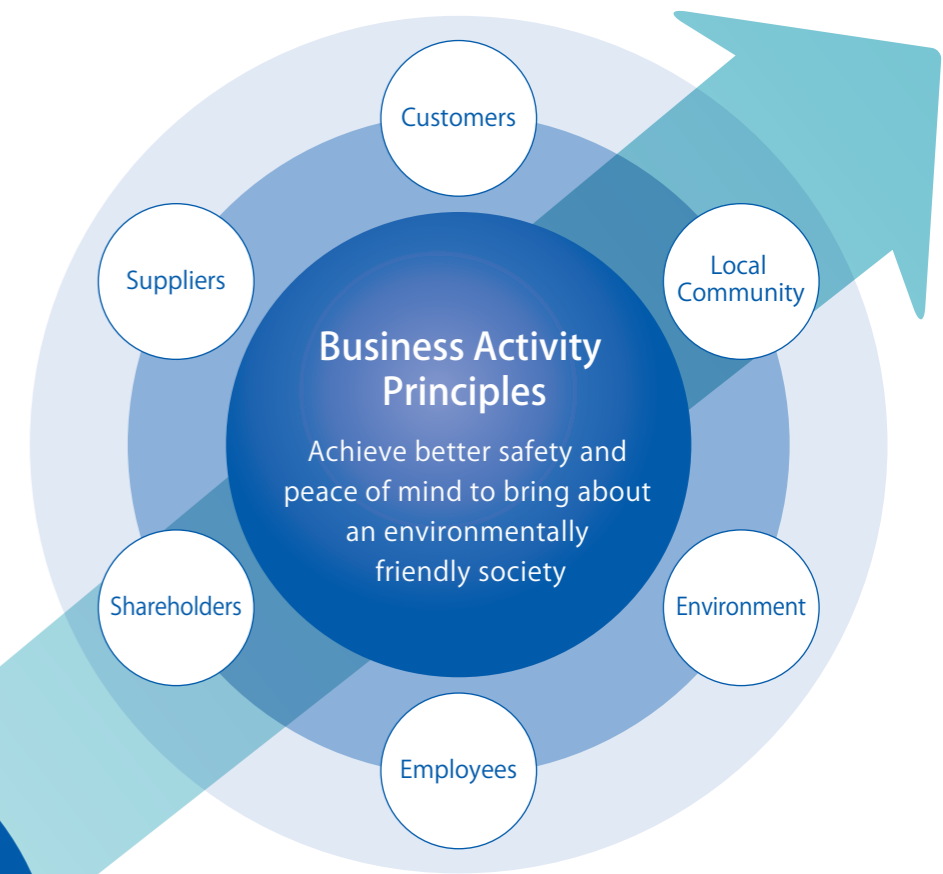 Customers
Suppliers
Local
Community
Business Activity
Principles
Achieve better safety and
peace of mind to bring about
an environmentally
friendly society
Shareholders
Environment
Employees